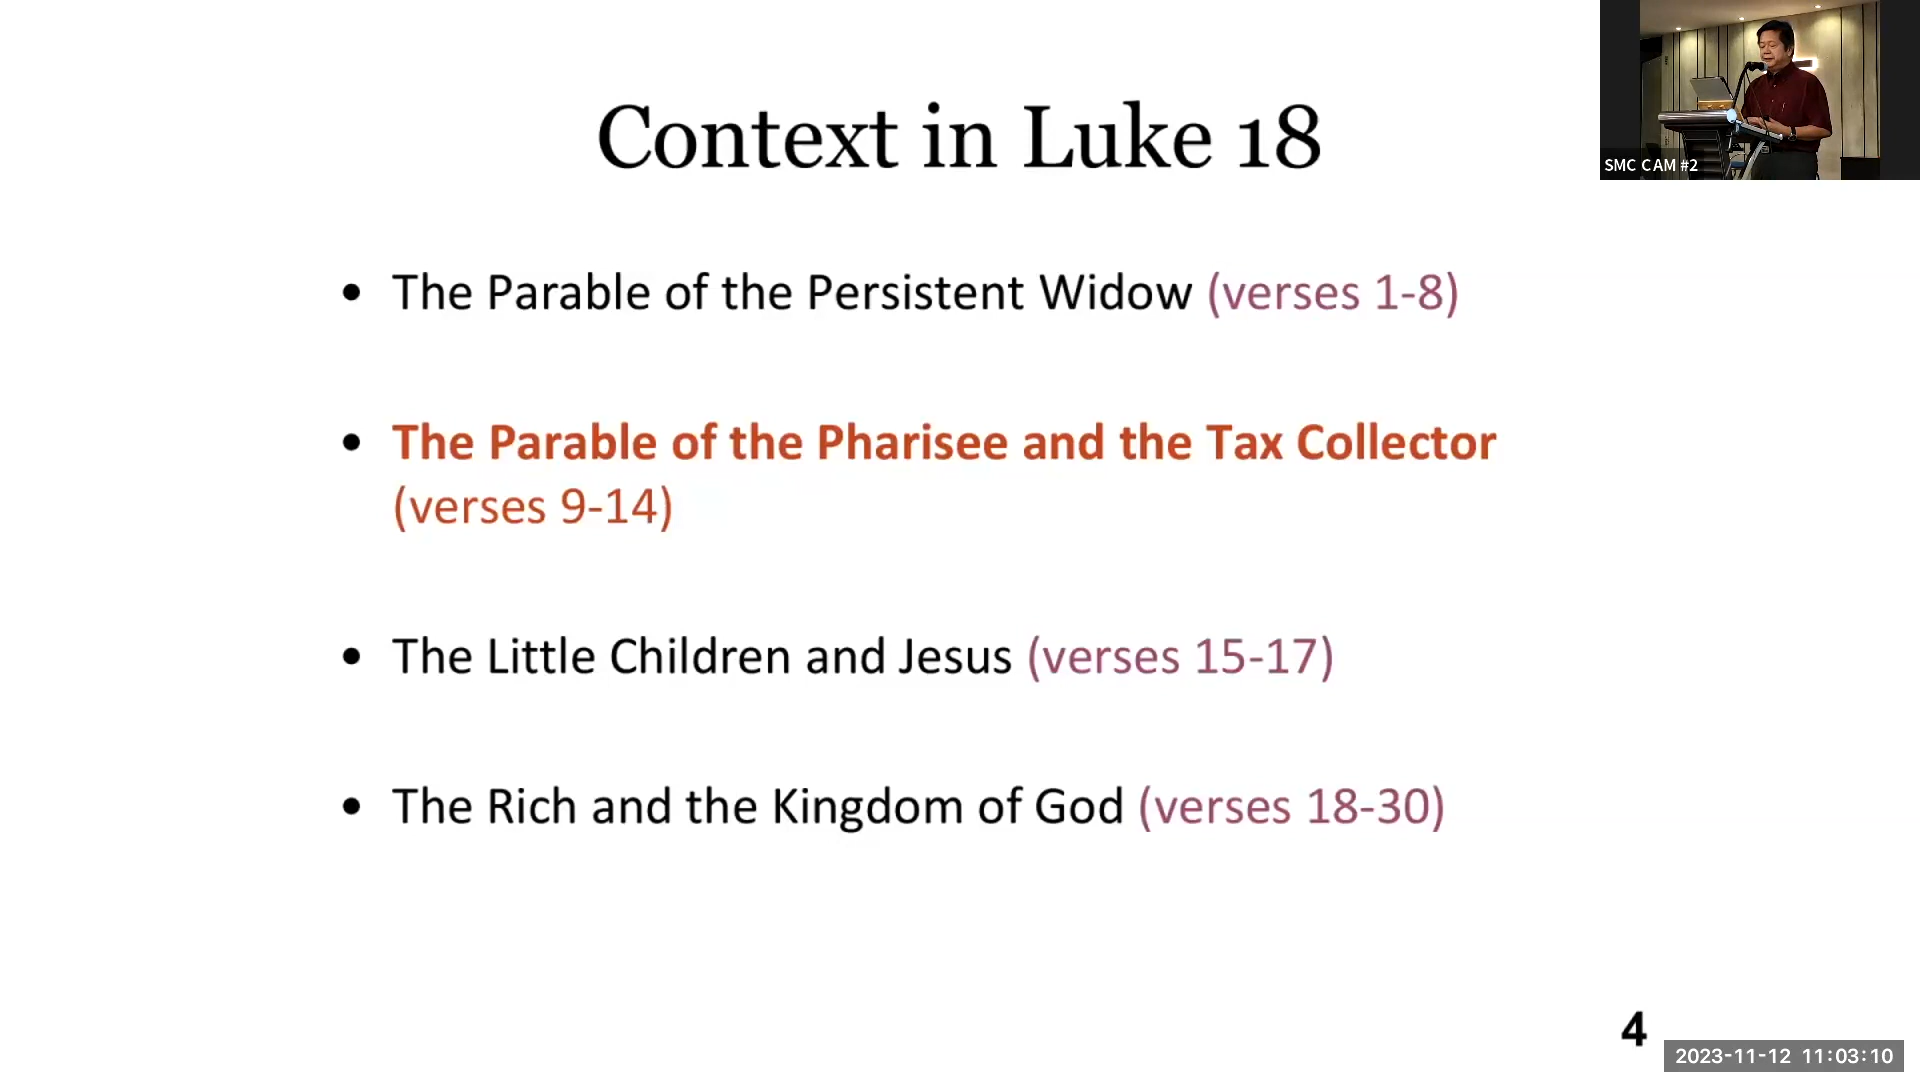 Context in Luke 18
SMC CAM #2
• The Parable of the Persistent Widow (verses 1-8)
• The Parable of the Pharisee and the Tax Collector
(verses 9-14)
• The Little Children and Jesus (verses 15-17)
• The Rich and the Kingdom of God (verses 18-30)
4
2023-11-12 11:03:10